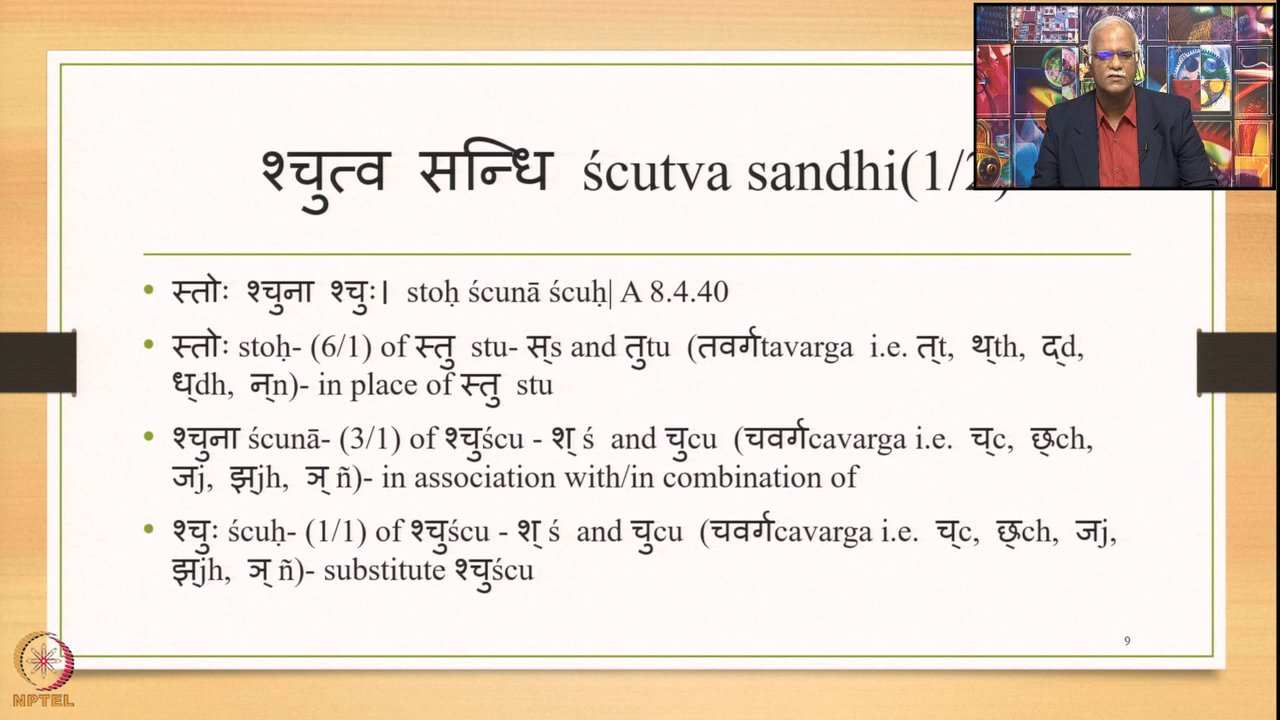 श्चुत्व सन्धि ścutva sandhi(1/2)
• स्तोः श्चुना श्चुः। stoḥ ścunā ścuḥ| A 8.4.40
• स्तोः stoḥ- (6/1) of स्तु stu- स्s and तुtu (तवर्गtavarga i.e. त्t, थ्th, द्d,
ध्dh, न्n)- in place of स्तु stu
• श्चुना ścunā- (3/1) of श्चुścu - श् ś and चुcu (चवर्गcavarga i.e. च्c, छ्ch,
जj, झ्jh, ञ् ñ)- in association with/in combination of
• श्चुः ścuḥ- (1/1) of श्चुścu - श् ś and चुcu (चवर्गcavarga i.e. च्c, छ्ch, जj,
झ्jh, ञ् ñ)- substitute श्चुścu
9
NPTEL